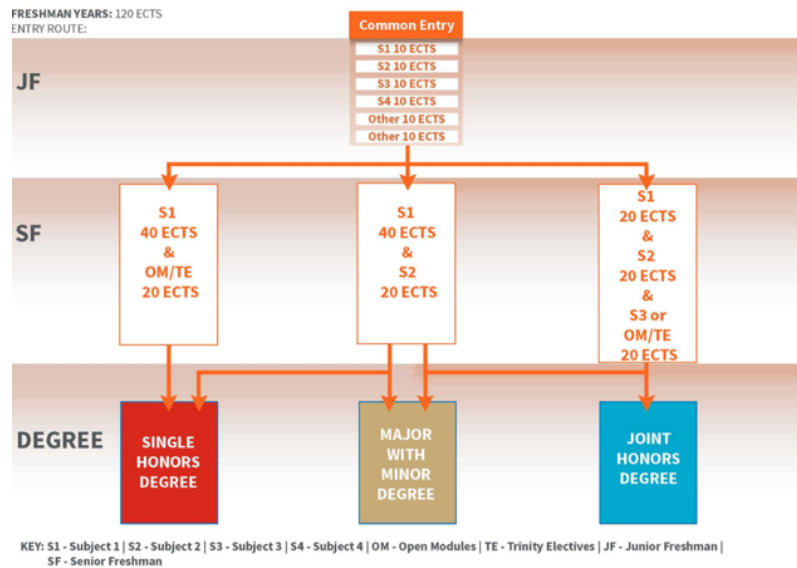 FRESHMAN YEARS: 120 ECTS
ENTRY ROUTE:
Common Entry
S1 10 ECTS
S2 10 ECTS
S3 10 ECTS
S4 10 ECTS
Other 10 ECTS
Other 10 ECTS
JF
SF
S1
40 ECTS
&
OM/TE
20 ECTS
S1
40 ECTS
&
S2
20 ECTS
S1
20 ECTS
&
S2
20 ECTS
&
S3 or
OM/TE
20 ECTS
DEGREE
SINGLE
HONORS
DEGREE
MAJOR
WITH
MINOR
DEGREE
JOINT
HONORS
DEGREE
KEY: S1 - Subject 1 | S2 - Subject 2 | S3 - Subject 3 | S4 - Subject 4 | OM - Open Modules | TE - Trinity Electives | JF - Junior Freshman |
SF - Senior Freshman